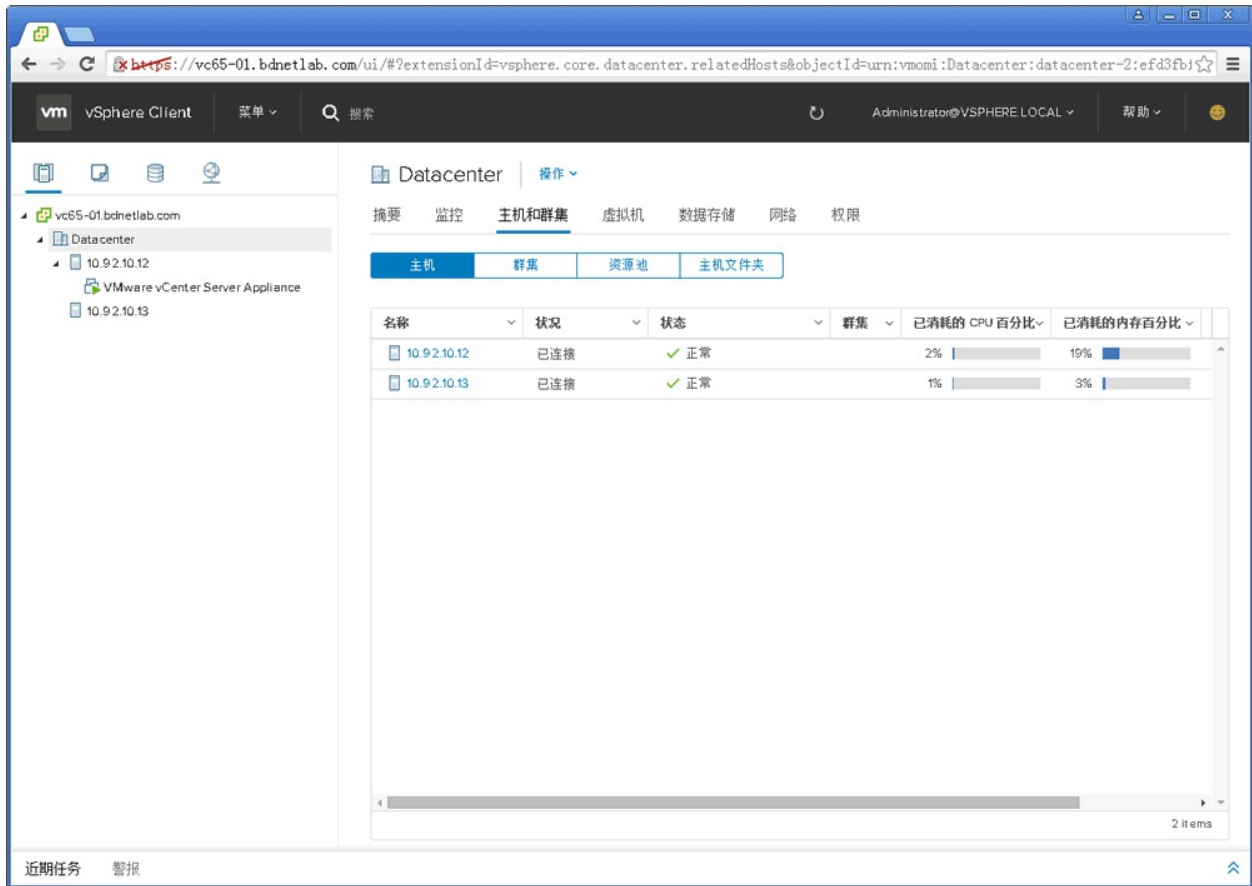 https://vc65-01.bdnetlab.com/ui/#?extensionId=vsphere.core.datacenter.relatedHosts&objectId=urn:vmomi:Datacenter:datacenter-2:efd3fb1
vm vSphere Client 菜单 搜索 Administrator@VSPHERE.LOCAL 帮助
Datacenter 操作
vc65-01.bdnetlab.com
Datacenter
10.92.10.12
VMware vCenter Server Appliance
10.92.10.13
摘要 监控 主机和群集 虚拟机 数据存储 网络 权限
主机 群集 资源池 主机文件夹
名称 状况 状态 群集 已消耗的 CPU 百分比 已消耗的内存百分比
10.92.10.12 已连接 正常 2% 19%
10.92.10.13 已连接 正常 1% 3%
2 items
近期任务 警报